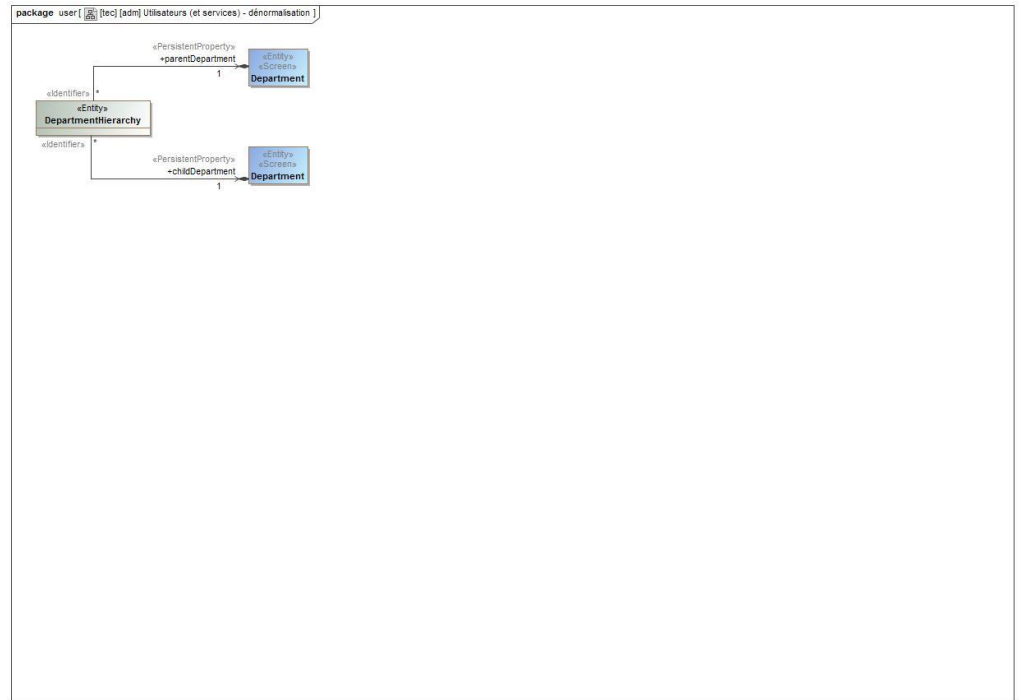 package user [ [tec] [adm] Utilisateurs (et services) - dénormalisation ]
«PersistentProperty»
+parentDepartment
1
«Entity»
«Screen»
Department
«Identifier» *
«Entity»
DepartmentHierarchy
«Identifier» *
«PersistentProperty»
+childDepartment
1
«Entity»
«Screen»
Department